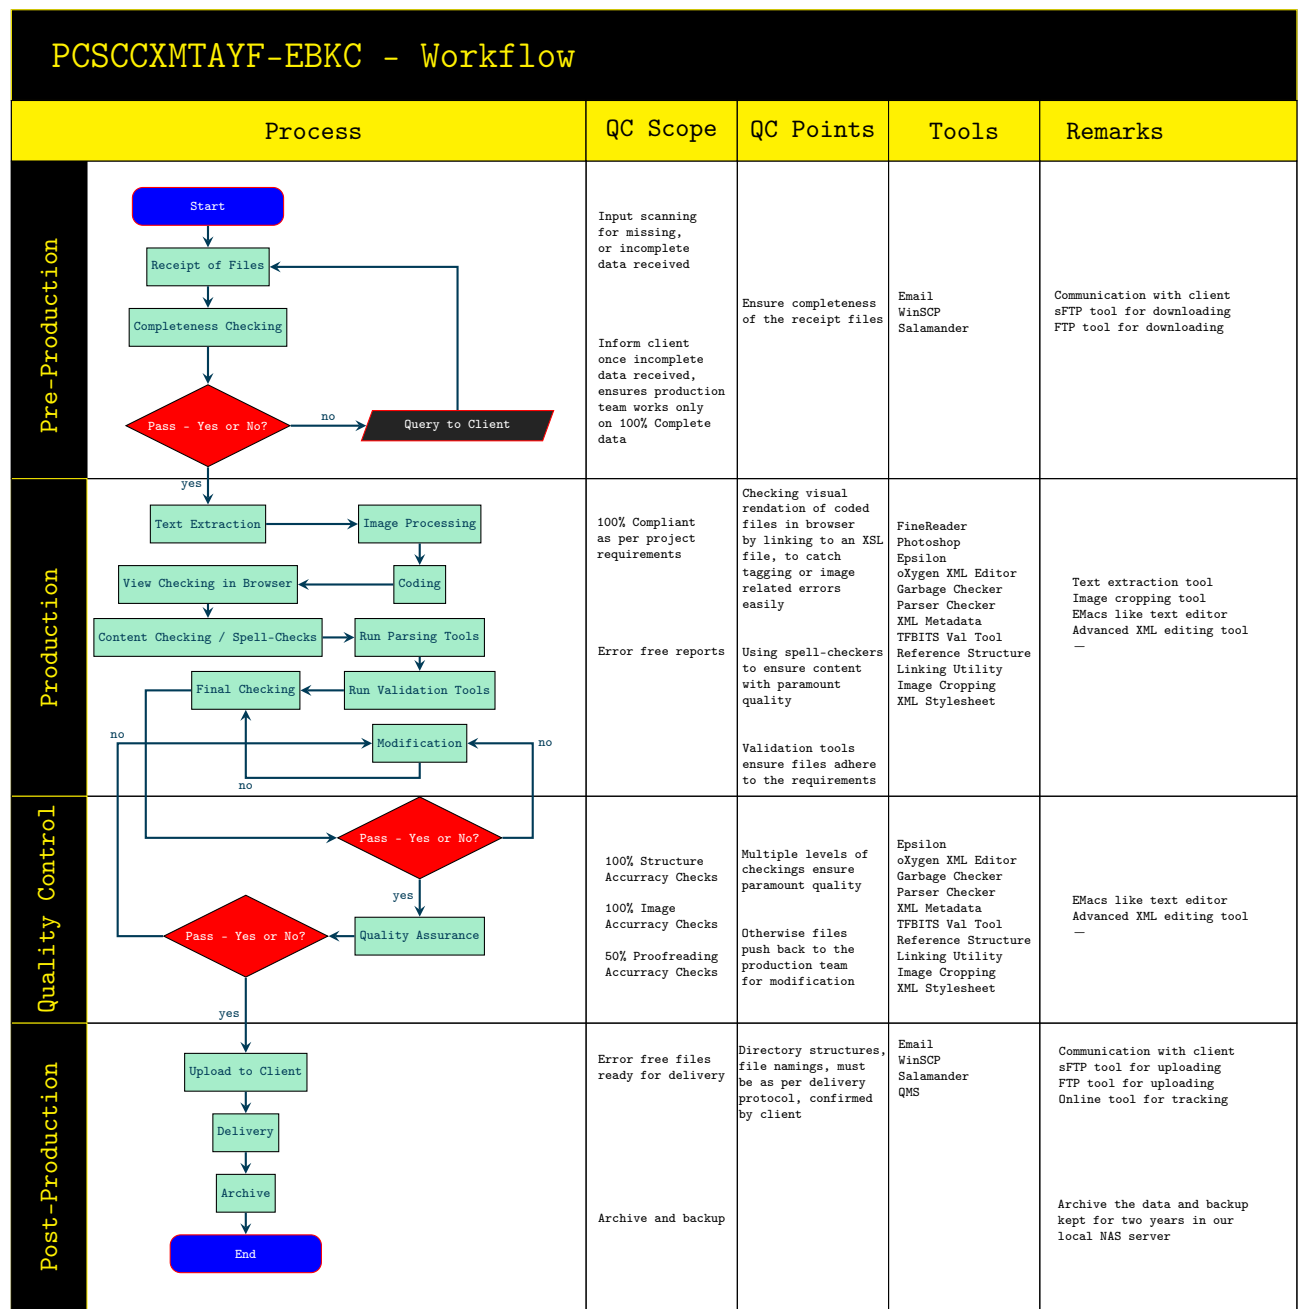 PCSCCXMTAYF-EBKC - Workflow
Process
QC Scope
QC Points
Tools
Remarks
Pre-Production
Start
Receipt of Files
Completeness Checking
Pass - Yes or No?
no
Query to Client
yes
Input scanning
for missing,
or incomplete
data received
Inform client
once incomplete
data received,
ensures production
team works only
on 100% Complete
data
Ensure completeness
of the receipt files
Email
WinSCP
Salamander
Communication with client
sFTP tool for downloading
FTP tool for downloading
Production
Text Extraction
Image Processing
View Checking in Browser
Coding
Content Checking / Spell-Checks
Run Parsing Tools
Final Checking
Run Validation Tools
no
Modification
no
no
100% Compliant
as per project
requirements
Error free reports
Checking visual
rendation of coded
files in browser
by linking to an XSL
file, to catch
tagging or image
related errors
easily
Using spell-checkers
to ensure content
with paramount
quality
Validation tools
ensure files adhere
to the requirements
FineReader
Photoshop
Epsilon
oXygen XML Editor
Garbage Checker
Parser Checker
XML Metadata
TFBITS Val Tool
Reference Structure
Linking Utility
Image Cropping
XML Stylesheet
Text extraction tool
Image cropping tool
EMacs like text editor
Advanced XML editing tool
—
Quality Control
Pass - Yes or No?
yes
Pass - Yes or No?
Quality Assurance
yes
100% Structure
Accurracy Checks
100% Image
Accurracy Checks
50% Proofreading
Accurracy Checks
Multiple levels of
checkings ensure
paramount quality
Otherwise files
push back to the
production team
for modification
Epsilon
oXygen XML Editor
Garbage Checker
Parser Checker
XML Metadata
TFBITS Val Tool
Reference Structure
Linking Utility
Image Cropping
XML Stylesheet
EMacs like text editor
Advanced XML editing tool
—
Post-Production
Upload to Client
Delivery
Archive
End
Error free files
ready for delivery
Archive and backup
Directory structures,
file namings, must
be as per delivery
protocol, confirmed
by client
Email
WinSCP
Salamander
QMS
Communication with client
sFTP tool for uploading
FTP tool for uploading
Online tool for tracking
Archive the data and backup
kept for two years in our
local NAS server